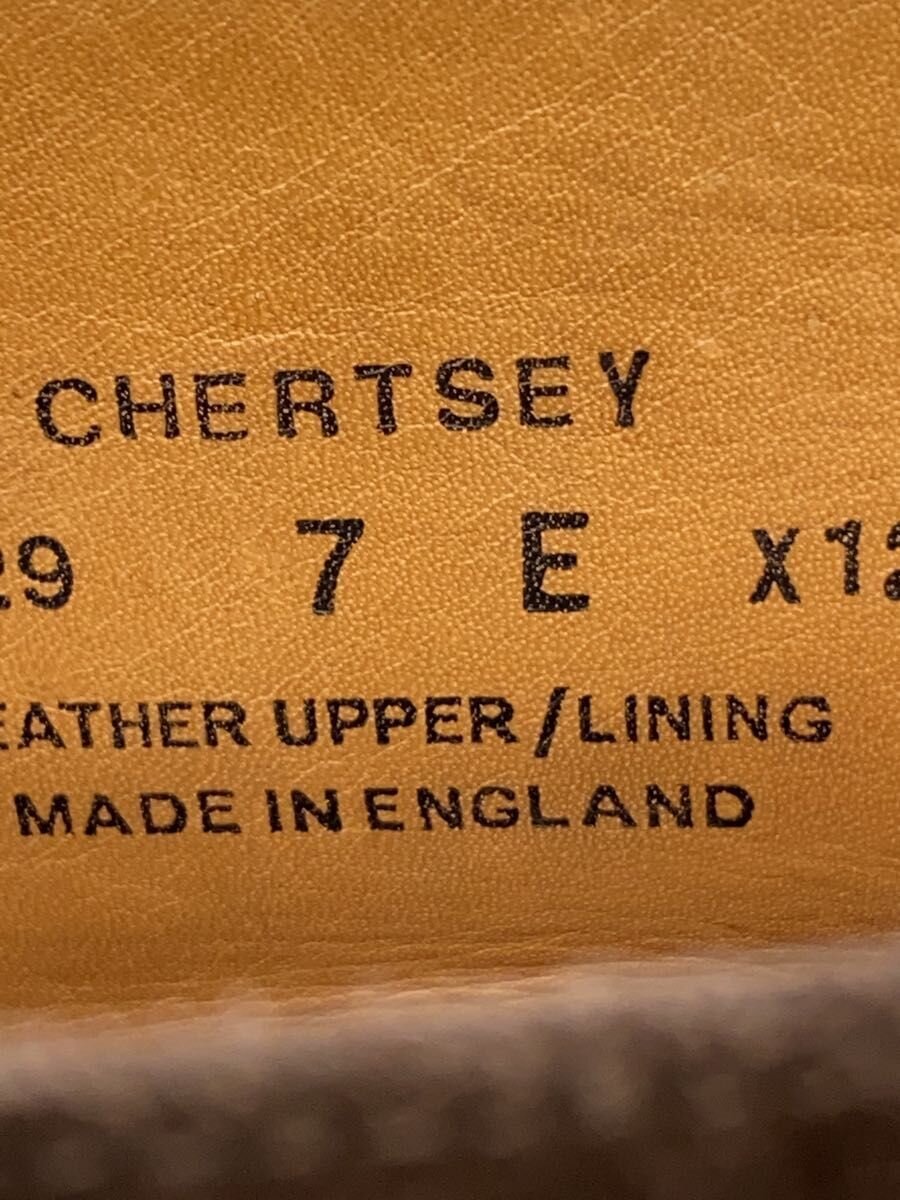 CHERTSEY
29 7 E X12
EATHER UPPER/LINING
MADE IN ENGLAND